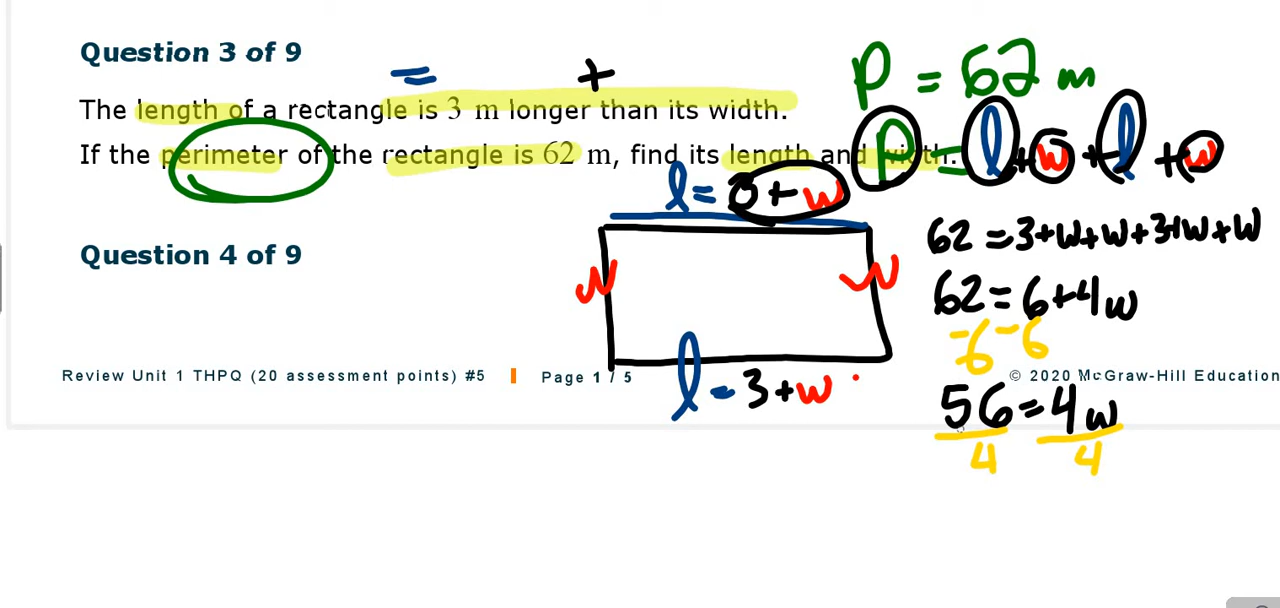 Question 3 of 9
= +
The length of a rectangle is 3 m longer than its width.
If the perimeter of the rectangle is 62 m, find its length and width.
P = 62 m
P = l + w + l + w
l = 3 + w
62 = 3+w+w+3+w+w
Question 4 of 9
w w
62 = 6+4w
-6 -6
Review Unit 1 THPQ (20 assessment points) #5 Page 1 / 5 © 2020 McGraw-Hill Education
l = 3 + w
56 = 4w
4 4